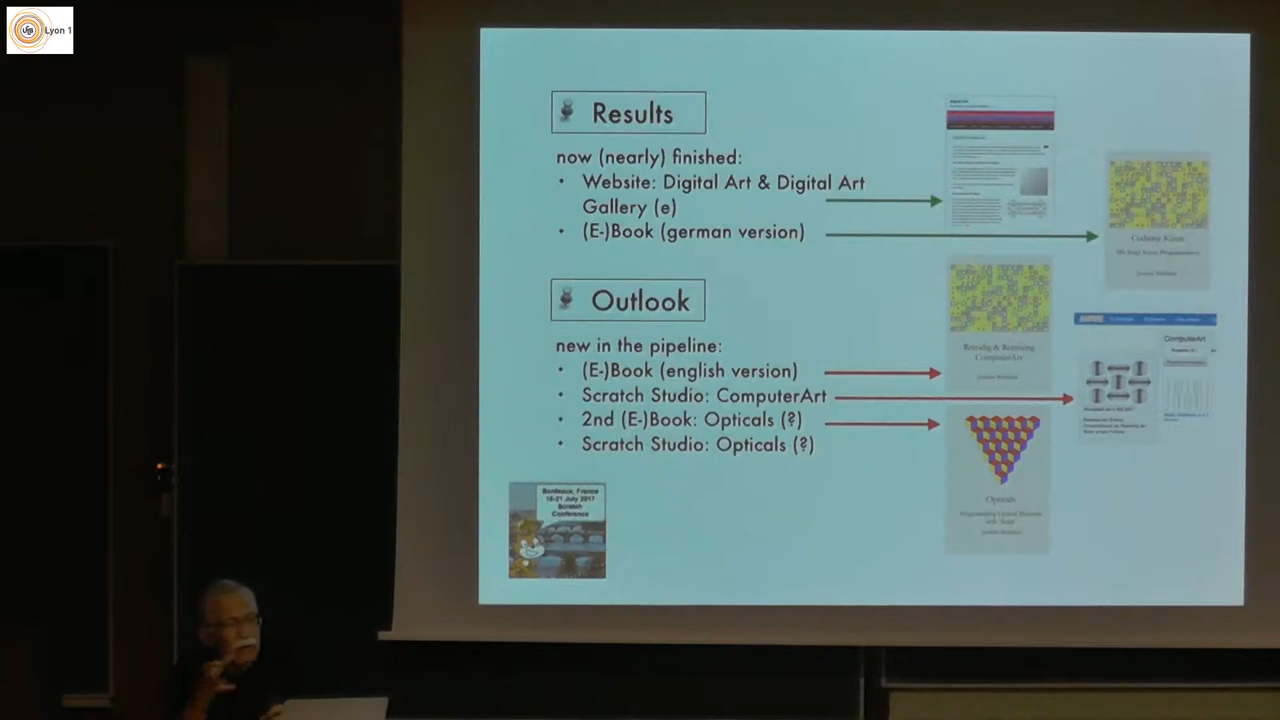 Lyon 1
Results
now (nearly) finished:
• Website: Digital Art & Digital Art
Gallery (e)
• (E-)Book (german version)
Outlook
new in the pipeline:
• (E-)Book (english version)
• Scratch Studio: ComputerArt
• 2nd (E-)Book: Opticals (?)
• Scratch Studio: Opticals (?)
Bordeaux, France
18-21 July 2017
Scratch
Conference
ComputerArt
ComputerArt
Opticals